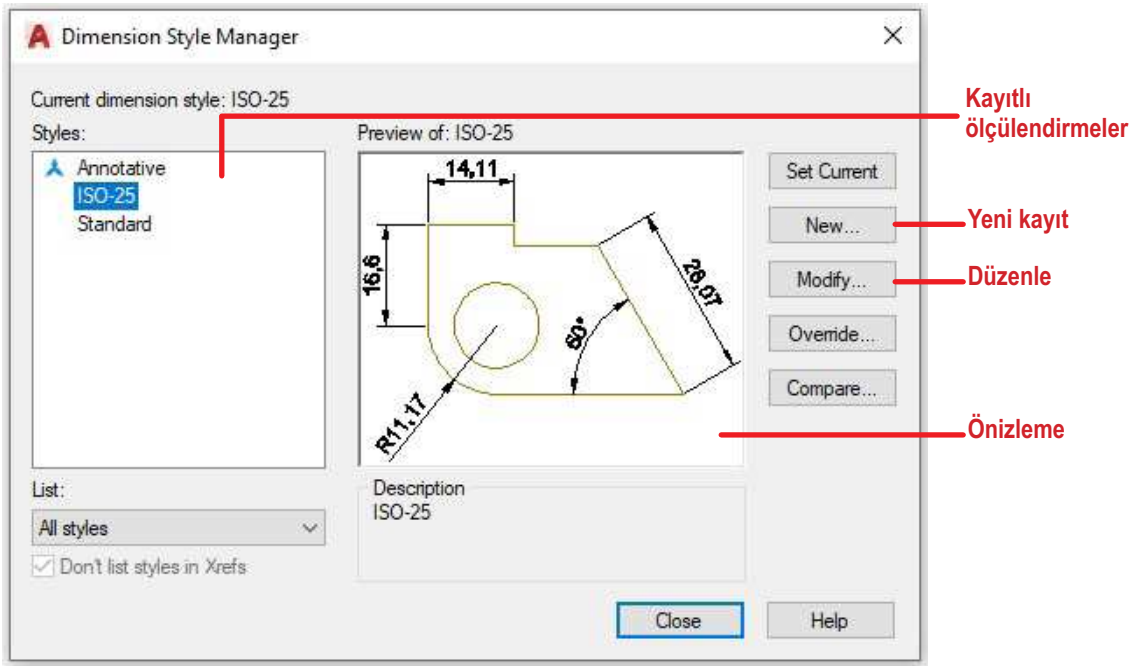 Dimension Style Manager
Current dimension style: ISO-25
Styles:
Annotative
ISO-25
Standard
List:
All styles
Don't list styles in Xrefs
Preview of: ISO-25
14,11
16,6
28,07
60°
R11,17
Description
ISO-25
Set Current
New...
Modify...
Override...
Compare...
Close
Help
Kayıtlı
ölçülendirmeler
Yeni kayıt
Düzenle
Önizleme